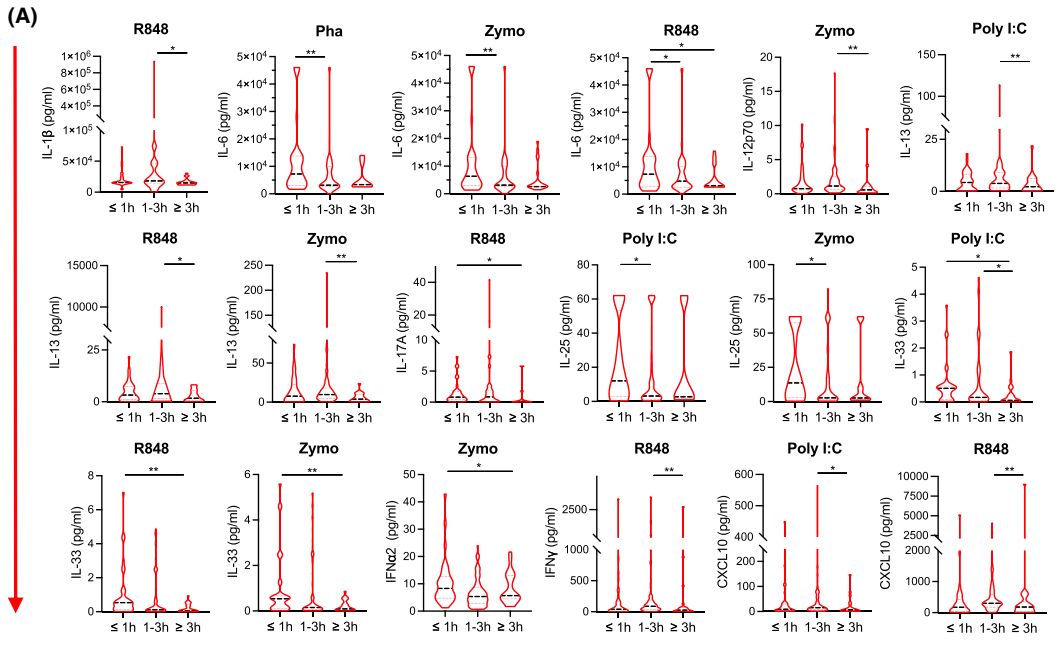 (A)
R848
IL-1β (pg/ml)
1×10⁶
8×10⁵
6×10⁵
4×10⁵
2×10⁵
1×10⁵
5×10⁴
0
*
≤ 1h 1-3h ≥ 3h
Pha
IL-6 (pg/ml)
5×10⁴
4×10⁴
3×10⁴
2×10⁴
1×10⁴
0
**
≤ 1h 1-3h ≥ 3h
Zymo
IL-6 (pg/ml)
5×10⁴
4×10⁴
3×10⁴
2×10⁴
1×10⁴
0
**
≤ 1h 1-3h ≥ 3h
R848
IL-6 (pg/ml)
5×10⁴
4×10⁴
3×10⁴
2×10⁴
1×10⁴
0
*
*
≤ 1h 1-3h ≥ 3h
Zymo
IL-12p70 (pg/ml)
20
15
10
5
0
**
≤ 1h 1-3h ≥ 3h
Poly I:C
IL-13 (pg/ml)
150
100
50
25
0
**
≤ 1h 1-3h ≥ 3h
R848
IL-13 (pg/ml)
15000
10000
25
0
*
≤ 1h 1-3h ≥ 3h
Zymo
IL-13 (pg/ml)
250
200
150
100
50
0
**
≤ 1h 1-3h ≥ 3h
R848
IL-17A (pg/ml)
40
20
10
5
0
*
≤ 1h 1-3h ≥ 3h
Poly I:C
IL-25 (pg/ml)
80
60
40
20
0
*
≤ 1h 1-3h ≥ 3h
Zymo
IL-25 (pg/ml)
100
75
50
25
0
*
≤ 1h 1-3h ≥ 3h
Poly I:C
IL-33 (pg/ml)
5
4
3
2
1
0
*
*
≤ 1h 1-3h ≥ 3h
R848
IL-33 (pg/ml)
8
6
4
2
0
**
≤ 1h 1-3h ≥ 3h
Zymo
IL-33 (pg/ml)
6
4
2
0
**
≤ 1h 1-3h ≥ 3h
Zymo
IFNα2 (pg/ml)
50
40
30
20
10
0
*
≤ 1h 1-3h ≥ 3h
R848
IFNγ (pg/ml)
2500
1000
500
0
**
≤ 1h 1-3h ≥ 3h
Poly I:C
CXCL10 (pg/ml)
600
500
400
200
100
0
*
≤ 1h 1-3h ≥ 3h
R848
CXCL10 (pg/ml)
10000
7500
5000
2500
2000
1000
0
**
≤ 1h 1-3h ≥ 3h